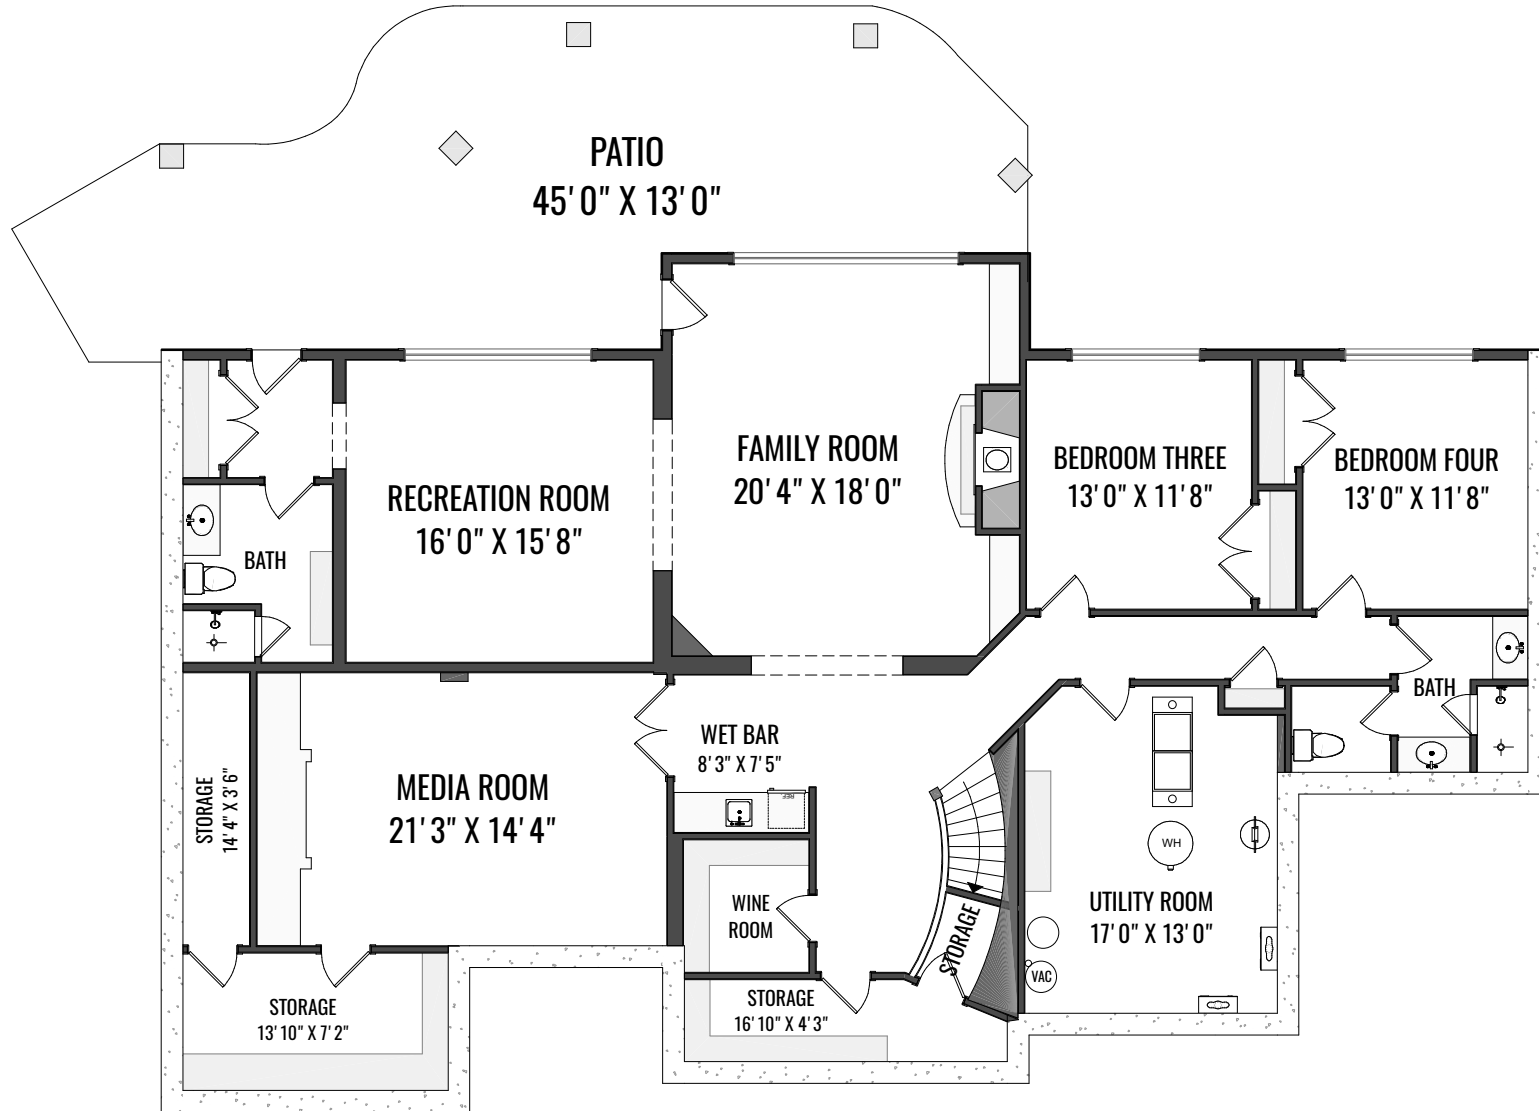 PATIO
45'0" X 13'0"
FAMILY ROOM
20'4" X 18'0"
BEDROOM THREE
13'0" X 11'8"
BEDROOM FOUR
13'0" X 11'8"
RECREATION ROOM
16'0" X 15'8"
BATH
BATH
WET BAR
8'3" X 7'5"
REF
MEDIA ROOM
21'3" X 14'4"
STORAGE
14'4" X 3'6"
WH
WINE
ROOM
UTILITY ROOM
17'0" X 13'0"
STORAGE
VAC
STORAGE
13'10" X 7'2"
STORAGE
16'10" X 4'3"